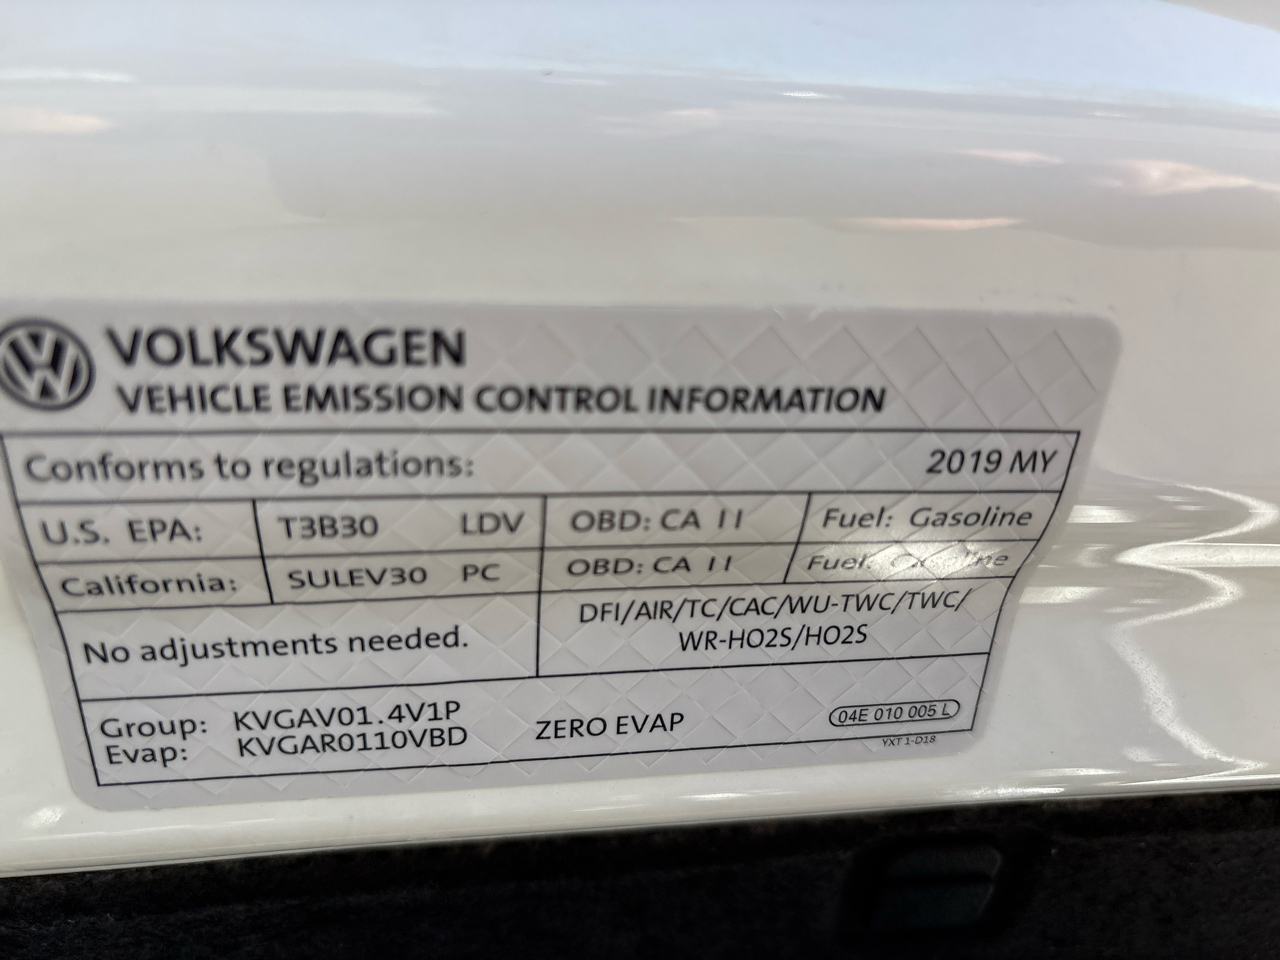 VOLKSWAGEN
VEHICLE EMISSION CONTROL INFORMATION
Conforms to regulations: 2019 MY
U.S. EPA: T3B30 LDV OBD: CA II Fuel: Gasoline
California: SULEV30 PC OBD: CA II Fuel:
No adjustments needed. DFI/AIR/TC/CAC/WU-TWC/TWC/
WR-HO2S/HO2S
Group: KVGAV01.4V1P
Evap: KVGAR0110VBD
ZERO EVAP
04E 010 005 L
YXT 1-D18